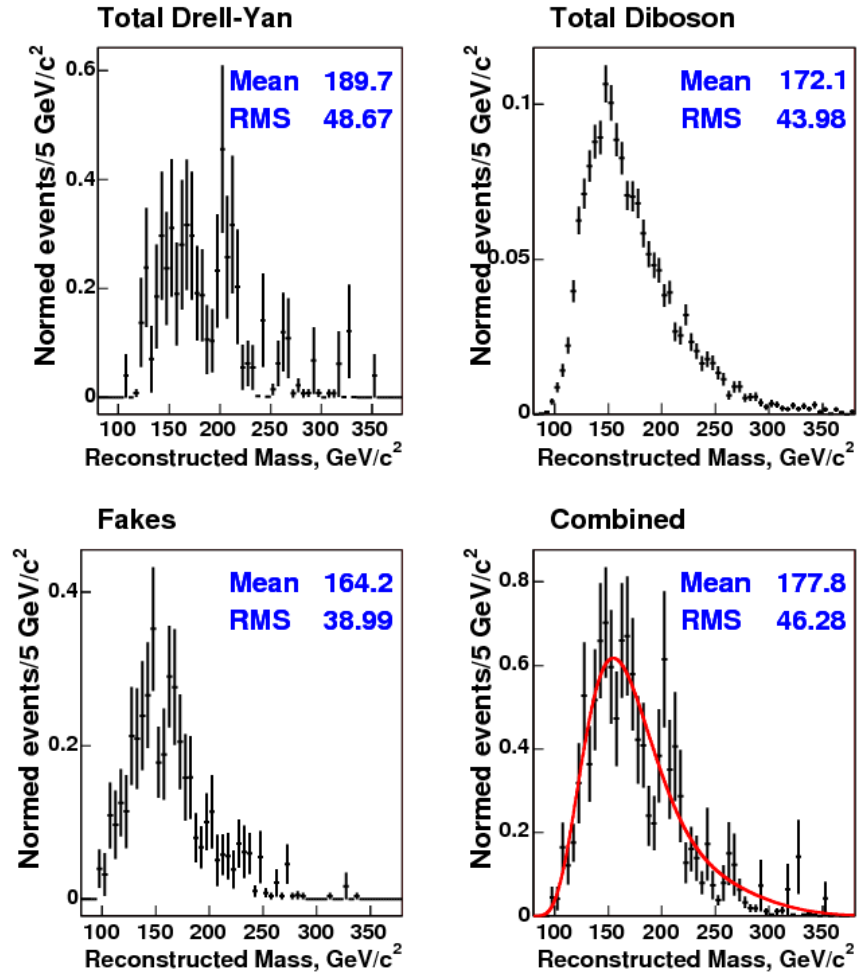 Total Drell-Yan
Normed events/5 GeV/c²
Mean 189.7
RMS 48.67
0.6
0.4
0.2
0
100 150 200 250 300 350
Reconstructed Mass, GeV/c²
Total Diboson
Normed events/5 GeV/c²
Mean 172.1
RMS 43.98
0.1
0.05
0
100 150 200 250 300 350
Reconstructed Mass, GeV/c²
Fakes
Normed events/5 GeV/c²
Mean 164.2
RMS 38.99
0.4
0.2
0
100 150 200 250 300 350
Reconstructed Mass, GeV/c²
Combined
Normed events/5 GeV/c²
Mean 177.8
RMS 46.28
0.8
0.6
0.4
0.2
0
100 150 200 250 300 350
Reconstructed Mass, GeV/c²